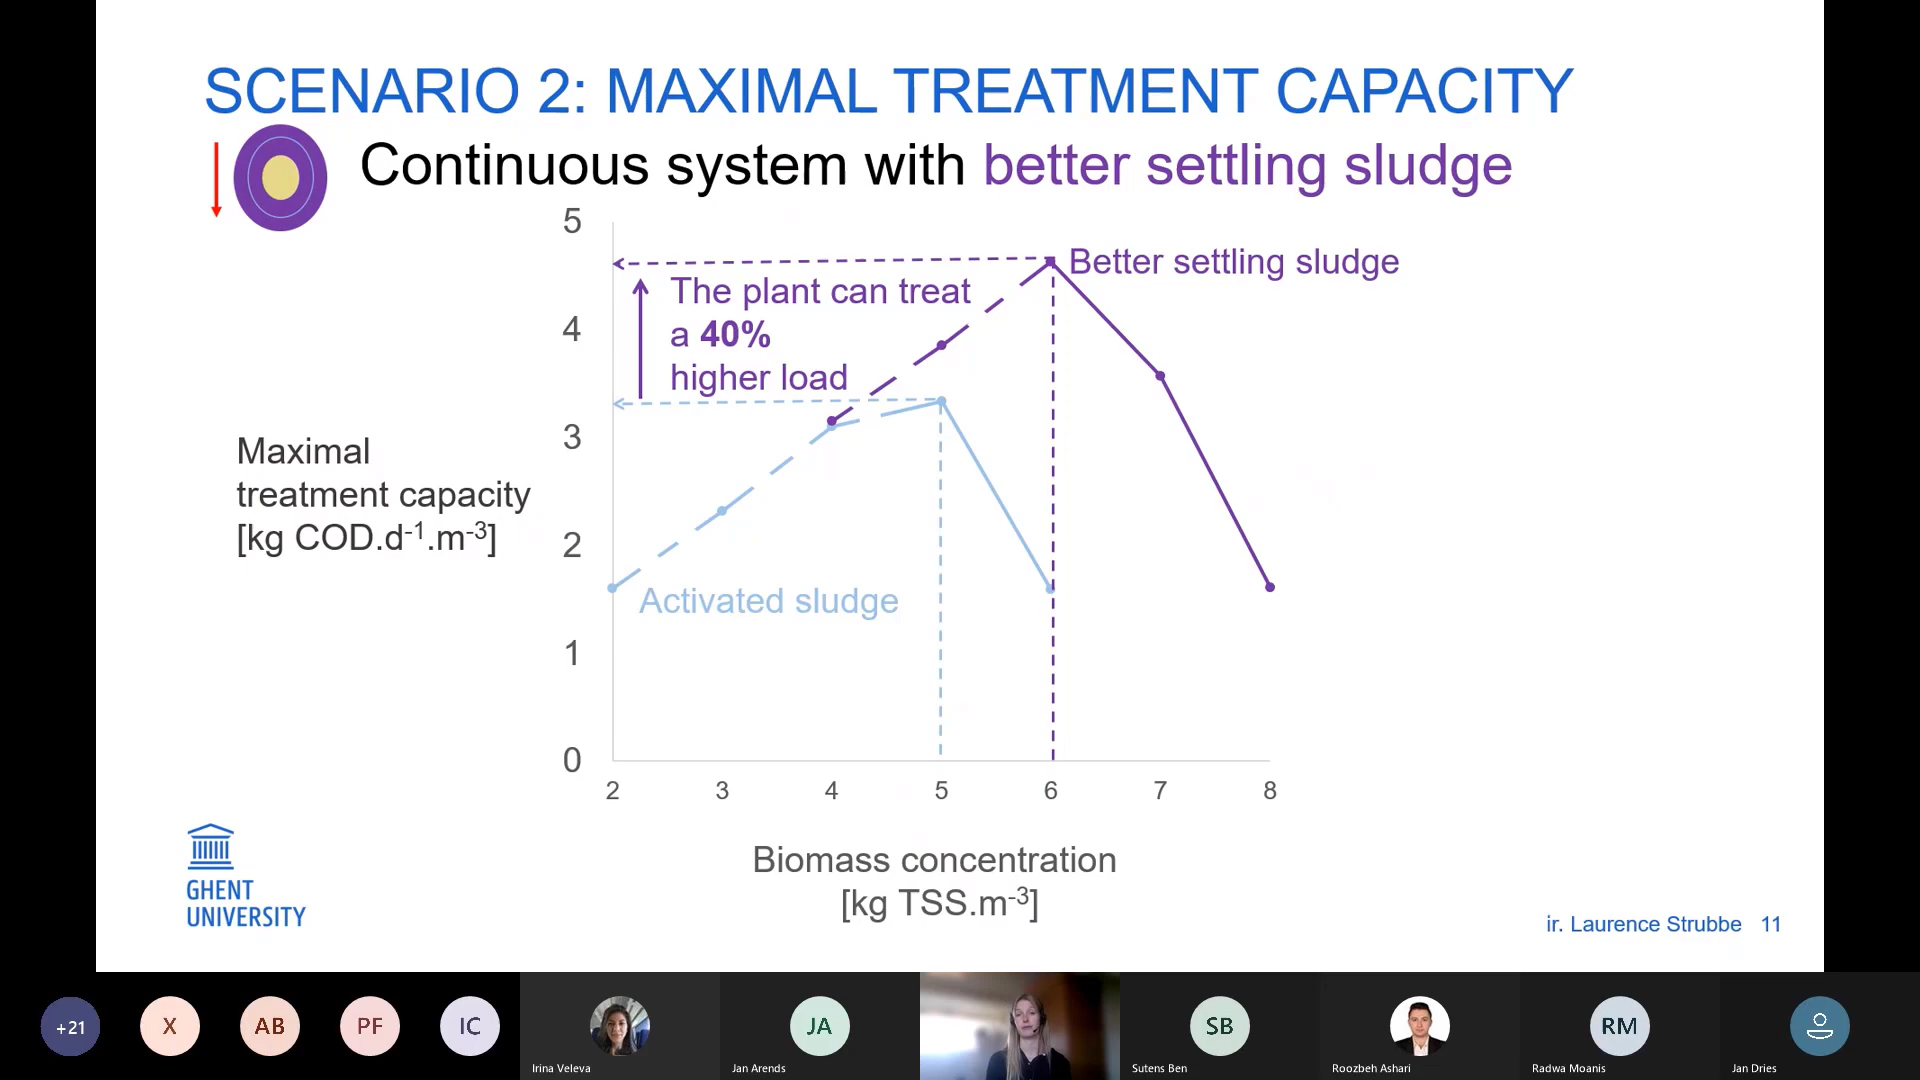 SCENARIO 2: MAXIMAL TREATMENT CAPACITY
Continuous system with better settling sludge
5
4
3
2
1
0
Better settling sludge
The plant can treat
a 40%
higher load
Maximal
treatment capacity
[kg COD.d-1.m-3]
Activated sludge
2 3 4 5 6 7 8
Biomass concentration
[kg TSS.m-3]
GHENT
UNIVERSITY
ir. Laurence Strubbe 11
+21
X
AB
PF
IC
Irina Veleva
JA
Jan Arends
SB
Sutens Ben
Roozbeh Ashari
RM
Radwa Moanis
Jan Dries